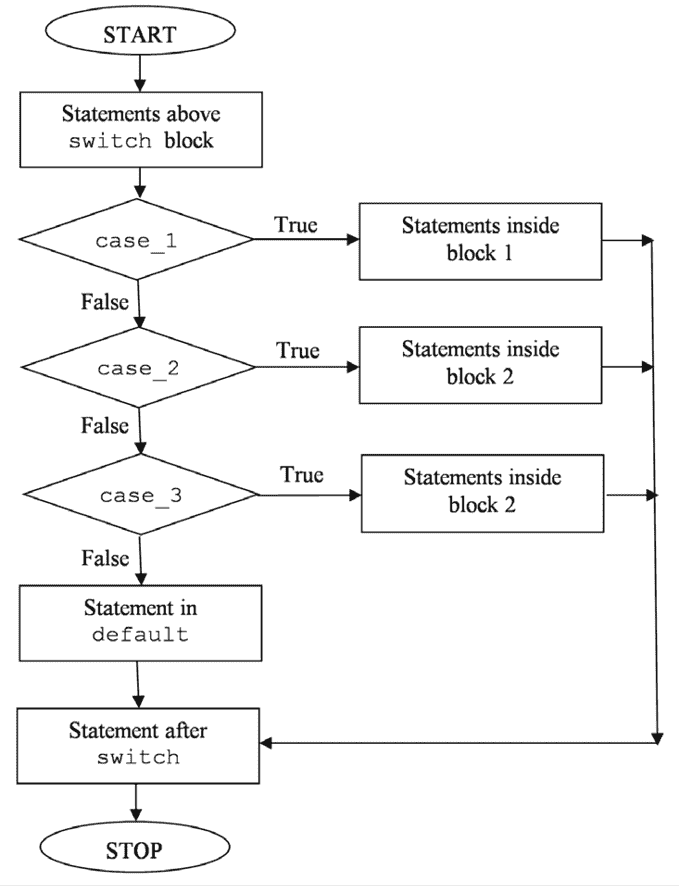 START
Statements above
switch block
case_1
True
Statements inside
block 1
False
case_2
True
Statements inside
block 2
False
case_3
True
Statements inside
block 2
False
Statement in
default
Statement after
switch
STOP